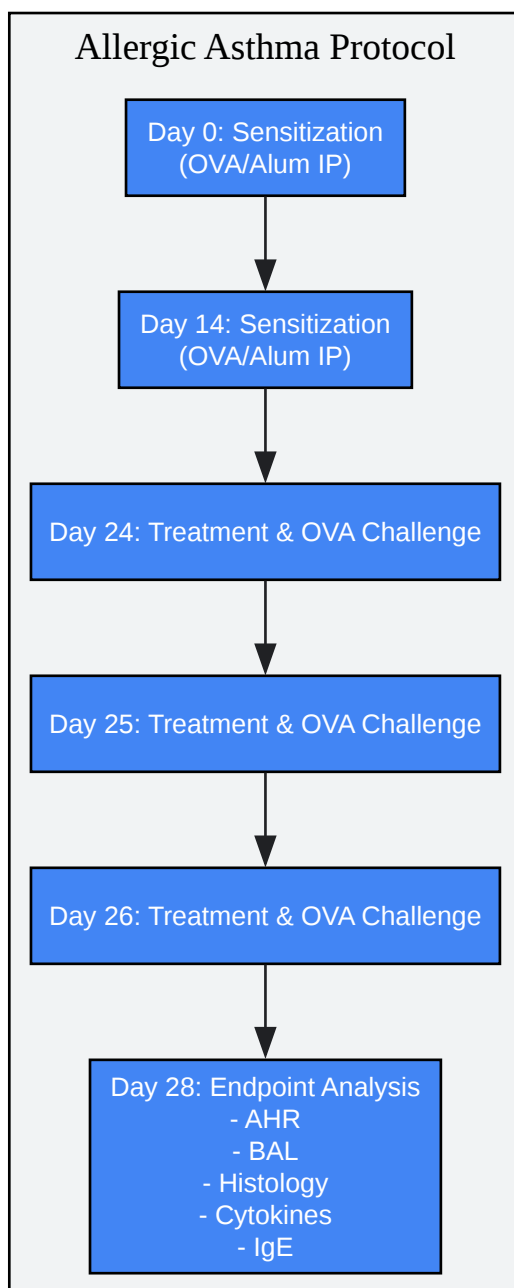 Allergic Asthma Protocol
Day 0: Sensitization
(OVA/Alum IP)
Day 14: Sensitization
(OVA/Alum IP)
Day 24: Treatment & OVA Challenge
Day 25: Treatment & OVA Challenge
Day 26: Treatment & OVA Challenge
Day 28: Endpoint Analysis
- AHR
- BAL
- Histology
- Cytokines
- IgE